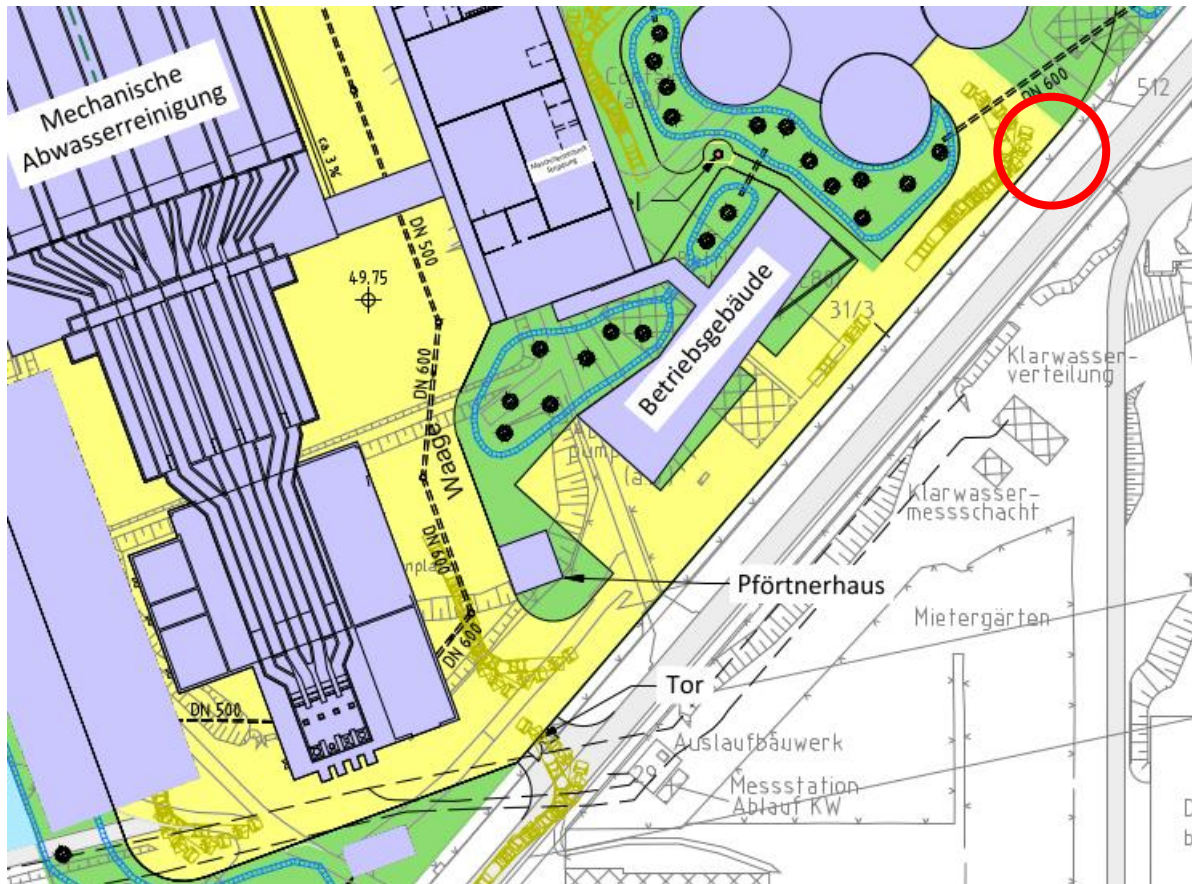 Mechanische
Abwasserreinigung
ca. 3 %
DN 500
49,75
DN 600
Waage
DN 600
DN 600
DN 500
Betriebsgebäude
DN 600
512
31/3
Klarwasser-
verteilung
Klarwasser-
messschacht
Pförtnerhaus
Mietergärten
Tor
Auslaufbauwerk
29
Messstation
Ablauf KW
D
b